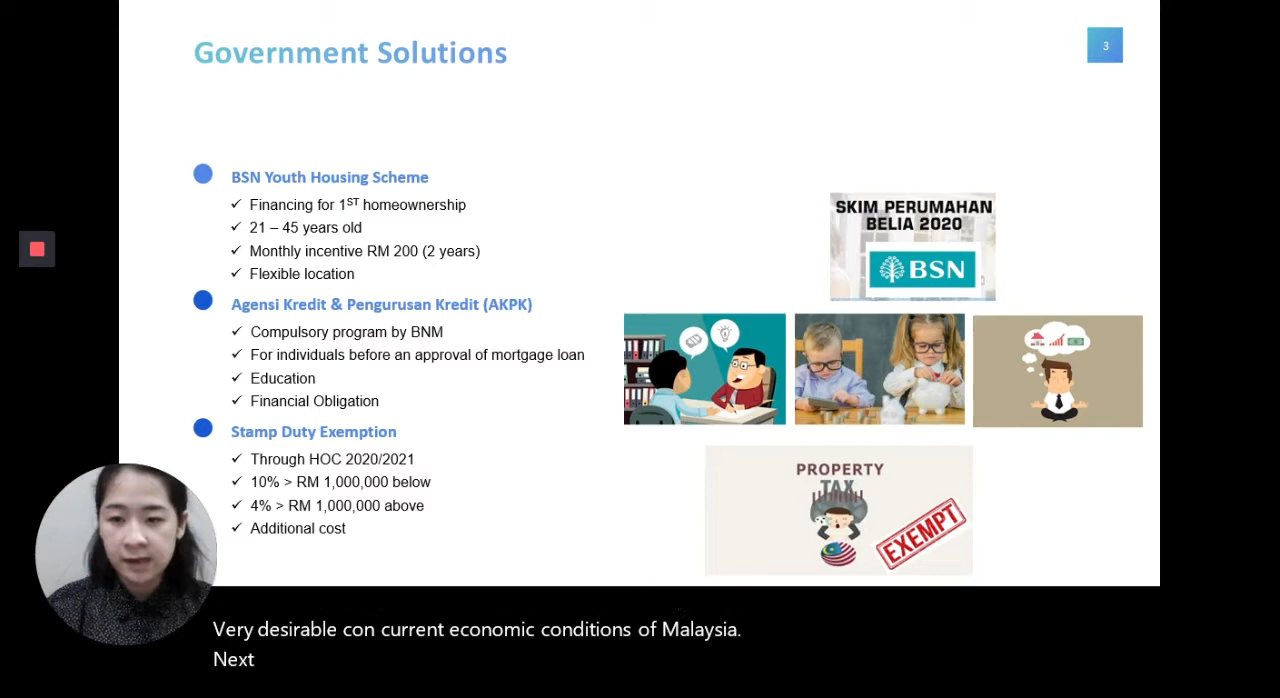 Government Solutions
3
BSN Youth Housing Scheme
✓ Financing for 1ST homeownership
✓ 21 – 45 years old
✓ Monthly incentive RM 200 (2 years)
✓ Flexible location
Agensi Kredit & Pengurusan Kredit (AKPK)
✓ Compulsory program by BNM
✓ For individuals before an approval of mortgage loan
✓ Education
✓ Financial Obligation
Stamp Duty Exemption
✓ Through HOC 2020/2021
✓ 10% > RM 1,000,000 below
✓ 4% > RM 1,000,000 above
✓ Additional cost
SKIM PERUMAHAN
BELIA 2020
BSN
PROPERTY
TAX
EXEMPT
Very desirable con current economic conditions of Malaysia.
Next